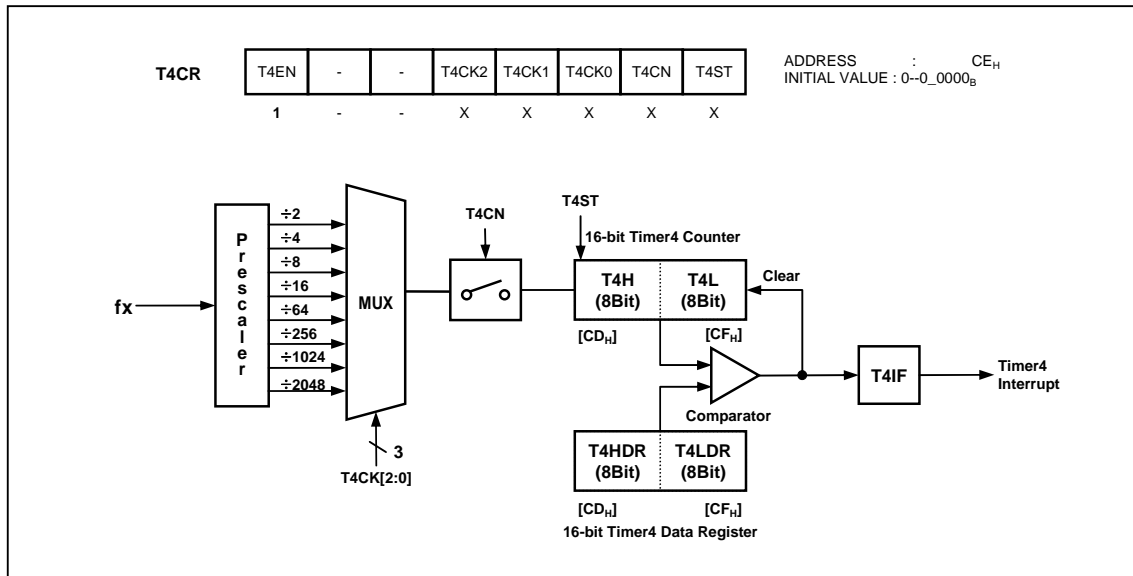 T4CR
T4EN - - T4CK2 T4CK1 T4CK0 T4CN T4ST
1 - - X X X X X
ADDRESS : CEH
INITIAL VALUE : 0--0_0000B
fx
Prescaler
÷2
÷4
÷8
÷16
÷64
÷256
÷1024
÷2048
MUX
3
T4CK[2:0]
T4CN
T4ST
16-bit Timer4 Counter
T4H
(8Bit)
T4L
(8Bit)
Clear
[CDH]
[CFH]
Comparator
T4IF
Timer4
Interrupt
T4HDR
(8Bit)
T4LDR
(8Bit)
[CDH]
[CFH]
16-bit Timer4 Data Register